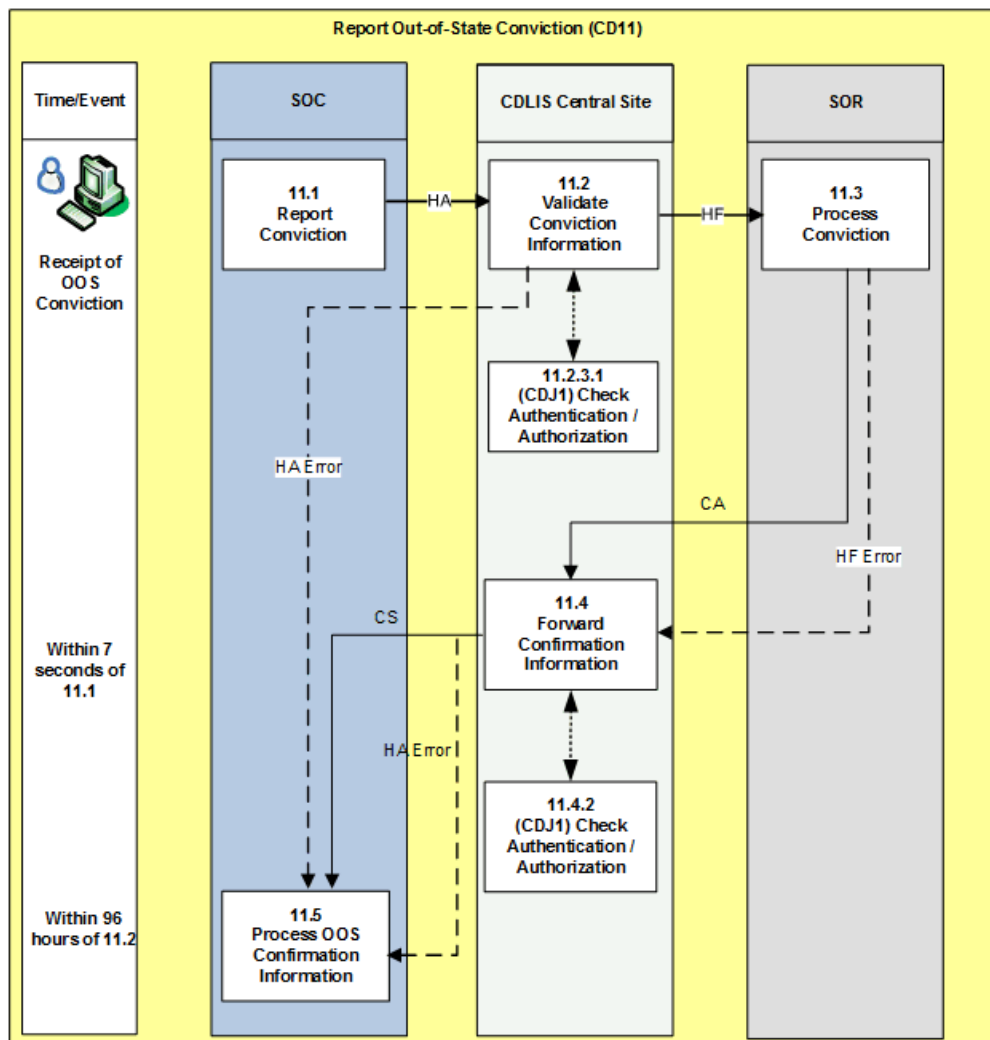 Report Out-of-State Conviction (CD11)
Time/Event
SOC
CDLIS Central Site
SOR
Receipt of
OOS
Conviction
11.1
Report
Conviction
HA
11.2
Validate
Conviction
Information
HF
11.3
Process
Conviction
11.2.3.1
(CDJ1) Check
Authentication /
Authorization
HA Error
CA
HF Error
11.4
Forward
Confirmation
Information
CS
Within 7
seconds of
11.1
HA Error
11.4.2
(CDJ1) Check
Authentication /
Authorization
Within 96
hours of 11.2
11.5
Process OOS
Confirmation
Information